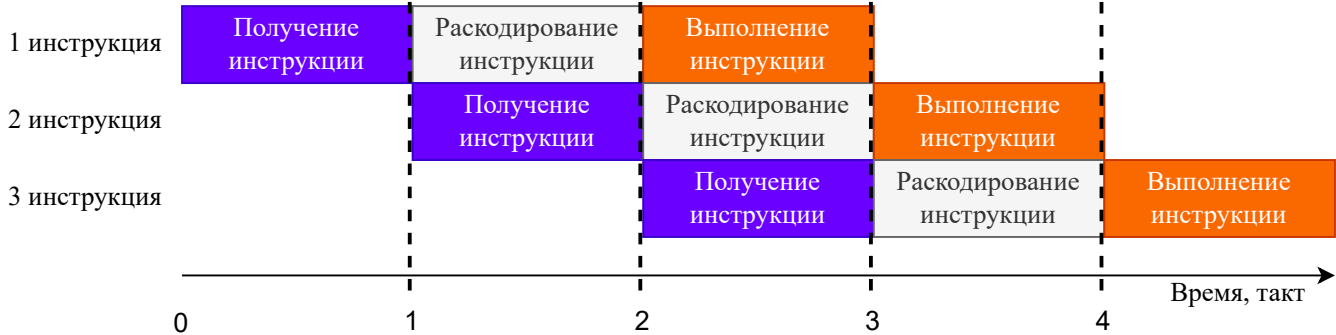 1 инструкция
Получение
инструкции
Раскодирование
инструкции
Выполнение
инструкции
2 инструкция
Получение
инструкции
Раскодирование
инструкции
Выполнение
инструкции
3 инструкция
Получение
инструкции
Раскодирование
инструкции
Выполнение
инструкции
Время, такт
0 1 2 3 4